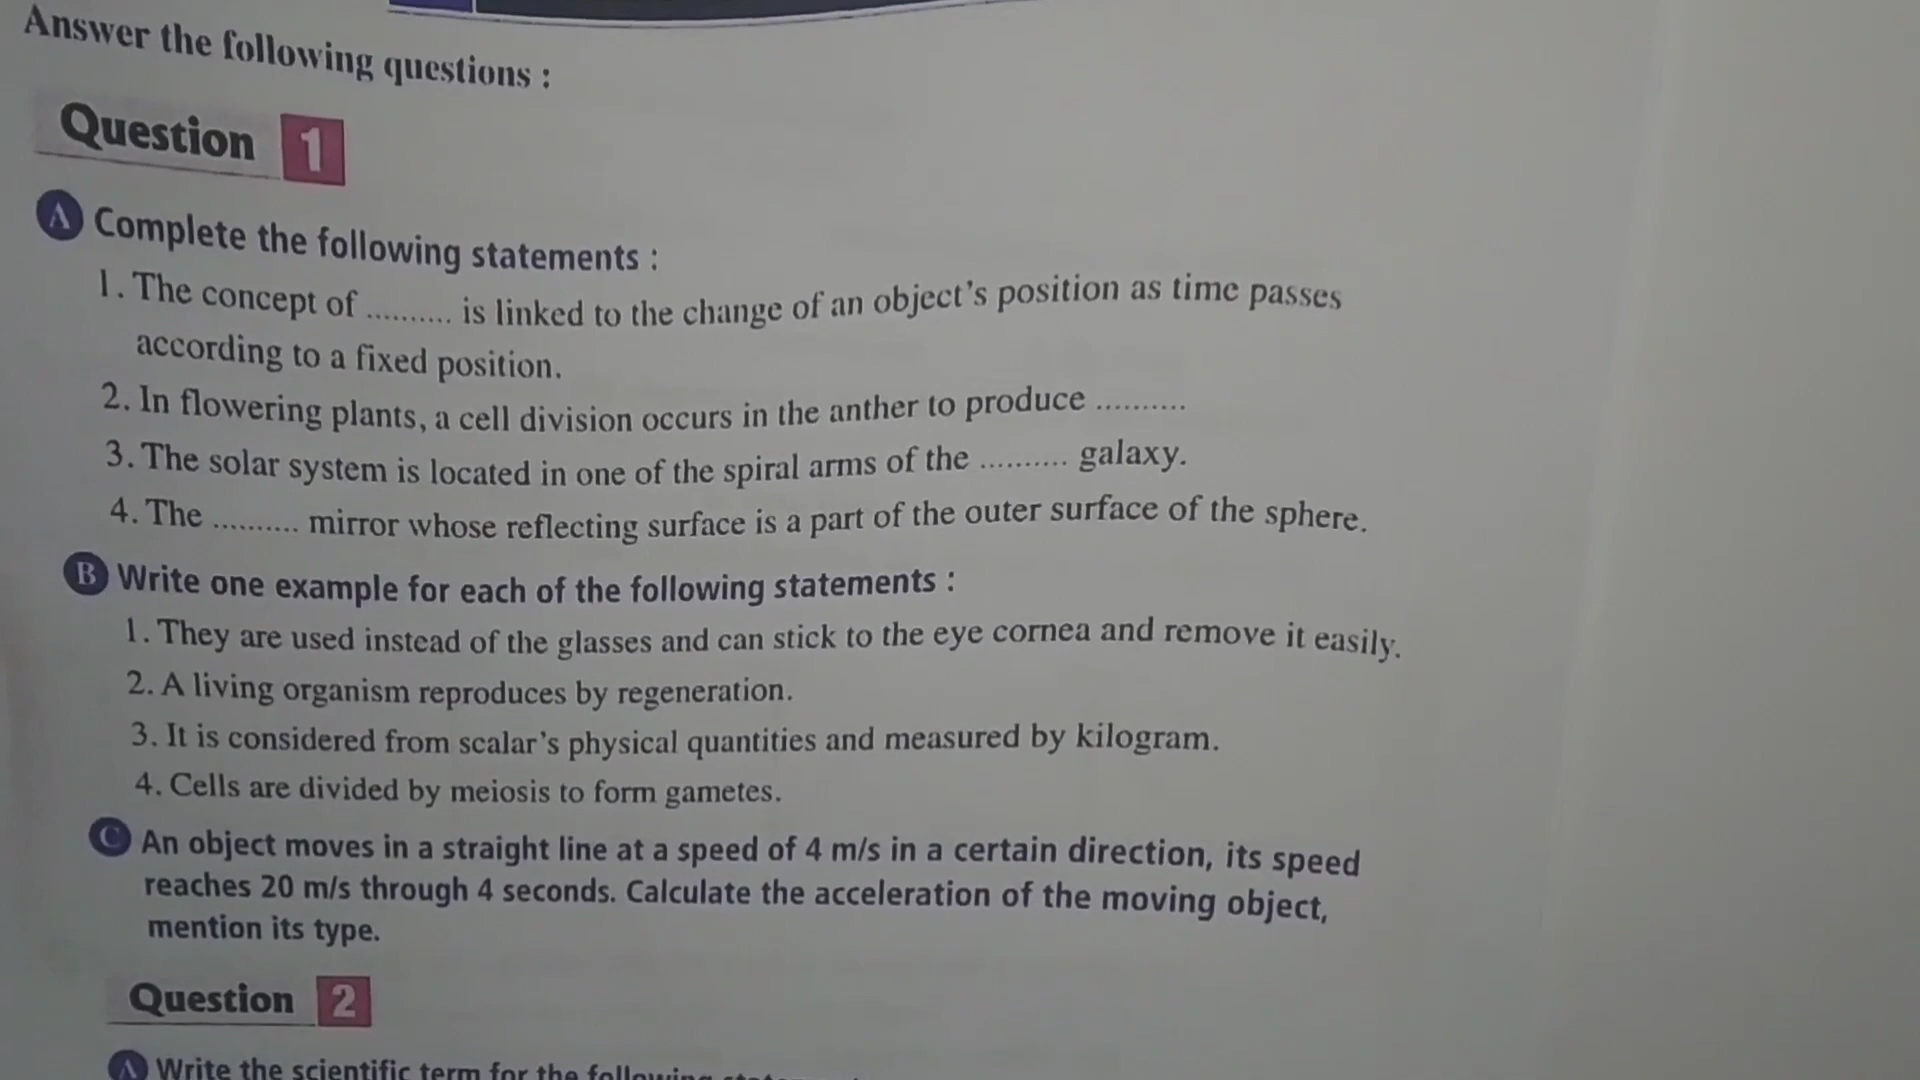 Answer the following questions :
Question 1
A Complete the following statements :
1. The concept of .......... is linked to the change of an object's position as time passes
according to a fixed position.
2. In flowering plants, a cell division occurs in the anther to produce ..........
3. The solar system is located in one of the spiral arms of the .......... galaxy.
4. The .......... mirror whose reflecting surface is a part of the outer surface of the sphere.
B Write one example for each of the following statements :
1. They are used instead of the glasses and can stick to the eye cornea and remove it easily.
2. A living organism reproduces by regeneration.
3. It is considered from scalar's physical quantities and measured by kilogram.
4. Cells are divided by meiosis to form gametes.
C An object moves in a straight line at a speed of 4 m/s in a certain direction, its speed
reaches 20 m/s through 4 seconds. Calculate the acceleration of the moving object,
mention its type.
Question 2
A Write the scientific term for the following